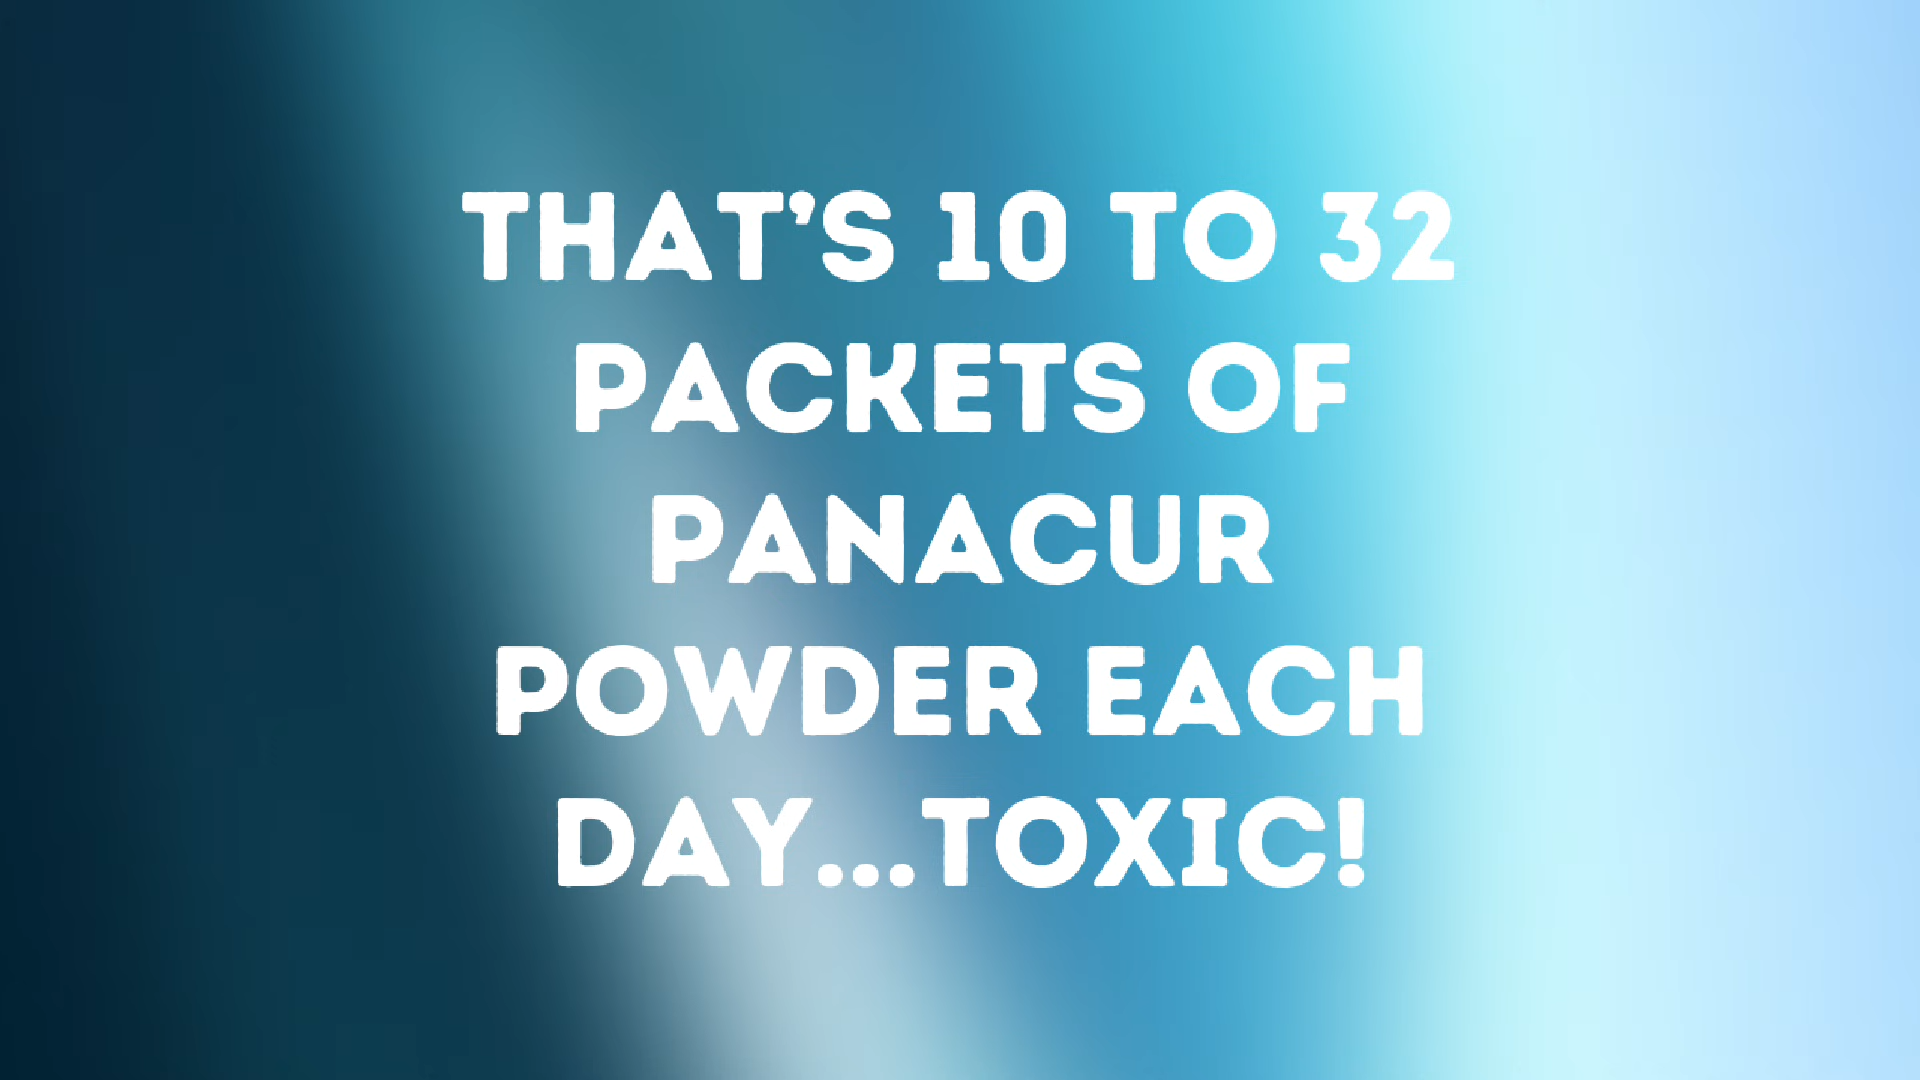 THAT’S 10 TO 32
PACKETS OF
PANACUR
POWDER EACH
DAY...TOXIC!